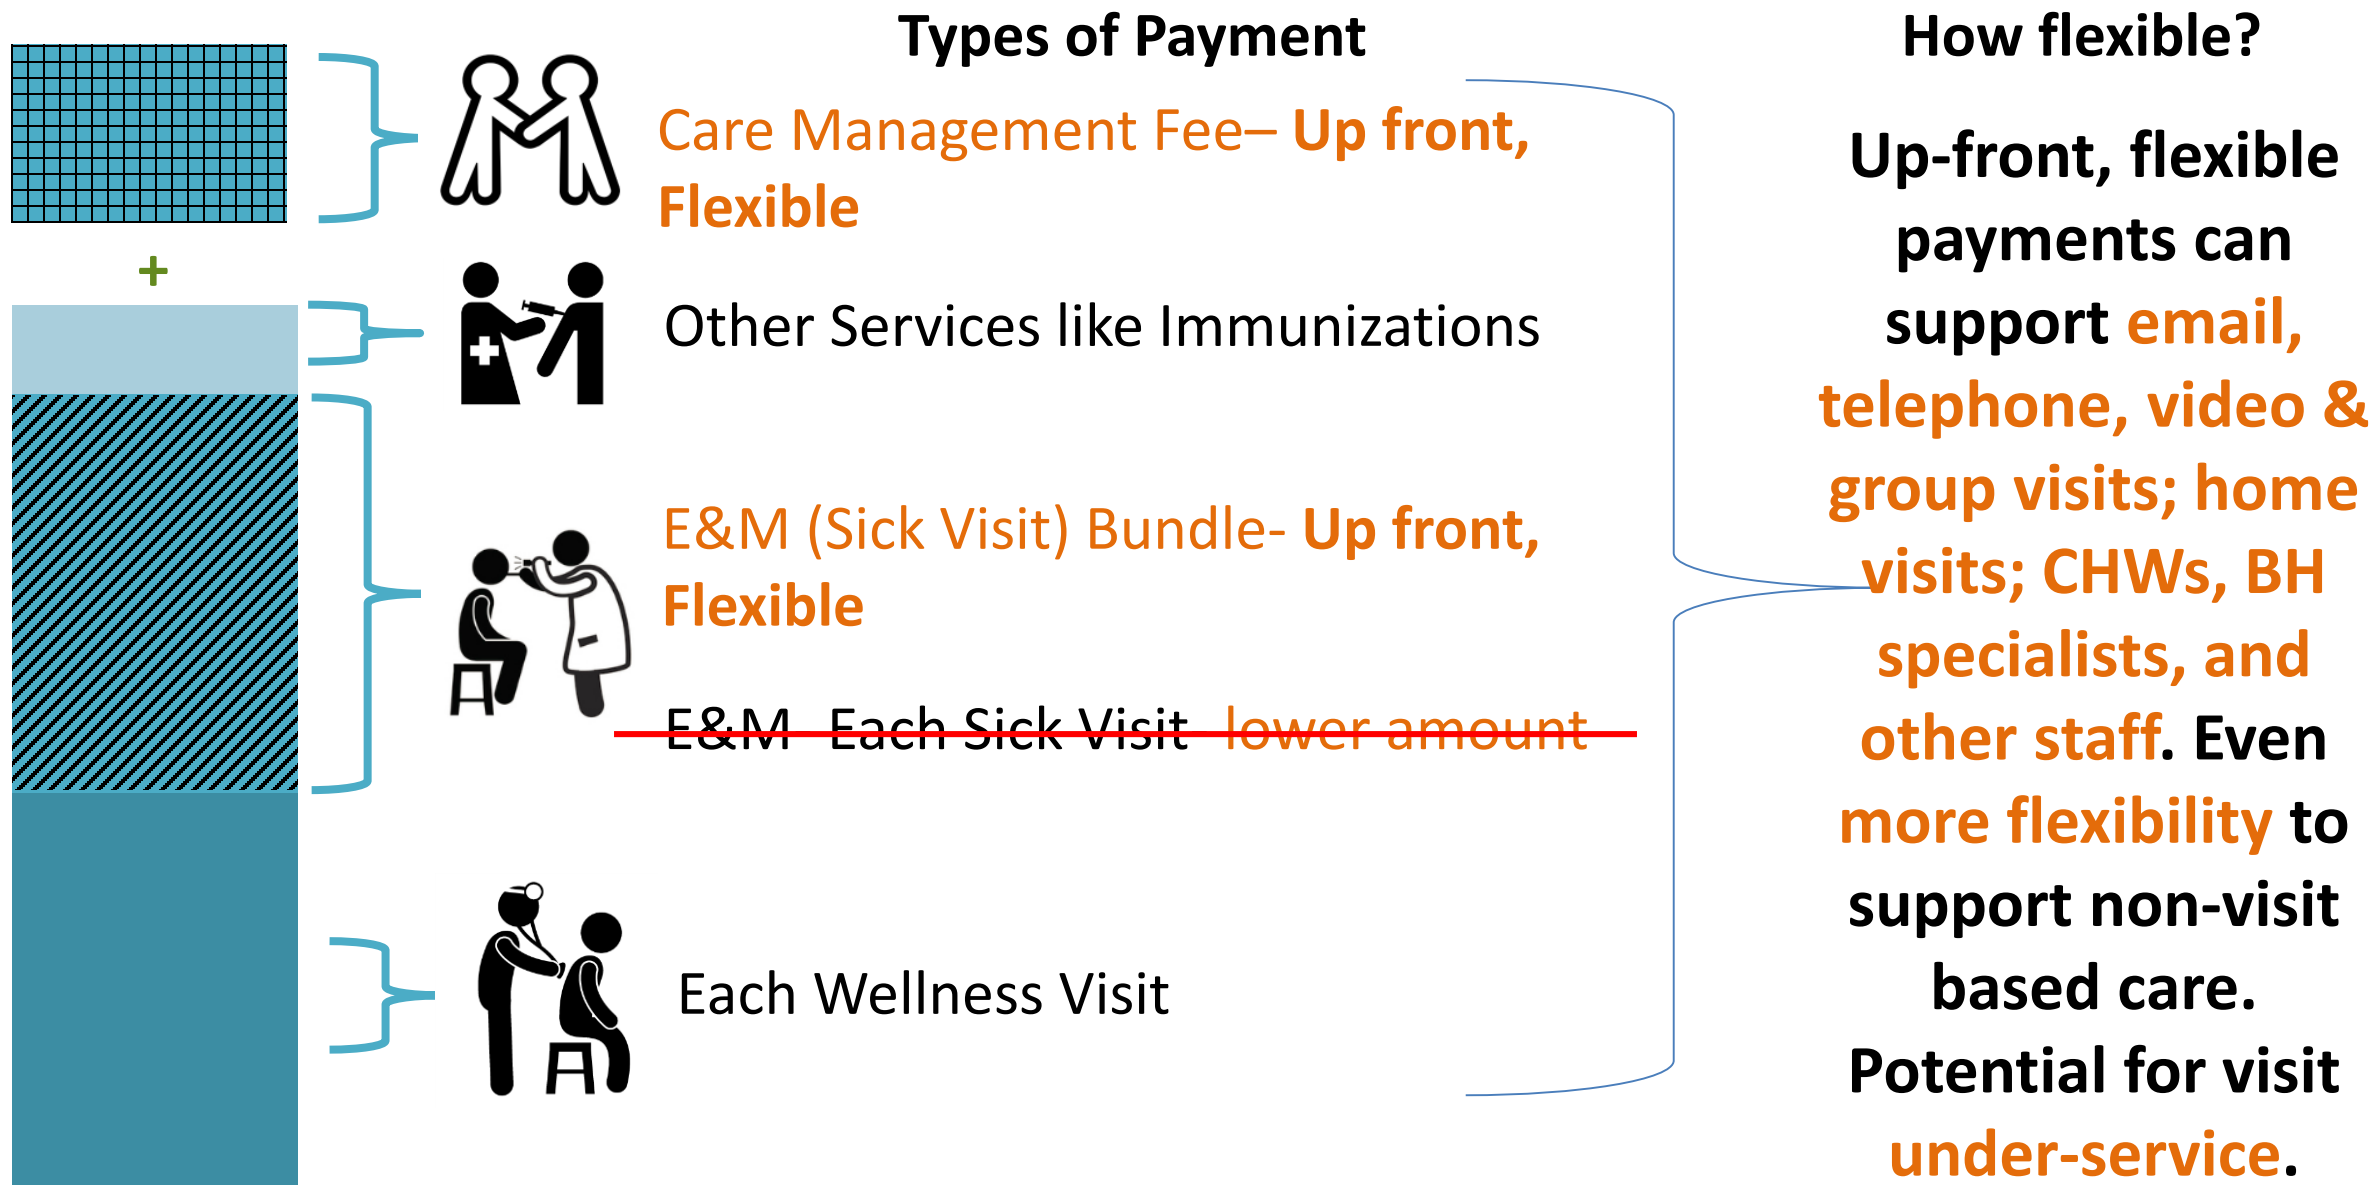 Types of Payment
Care Management Fee– Up front,
Flexible
+
Other Services like Immunizations
E&M (Sick Visit) Bundle- Up front,
Flexible
E&M Each Sick Visit lower amount
Each Wellness Visit
How flexible?
Up-front, flexible
payments can
support email,
telephone, video &
group visits; home
visits; CHWs, BH
specialists, and
other staff. Even
more flexibility to
support non-visit
based care.
Potential for visit
under-service.